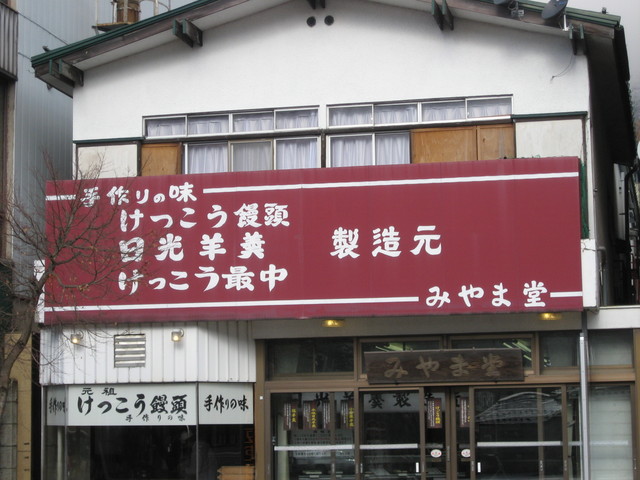 手作りの味
けっこう饅頭
日光羊羹
けっこう最中
製造元
みやま堂
みやま堂
元祖
けっこう饅頭
手作りの味
手作りの味